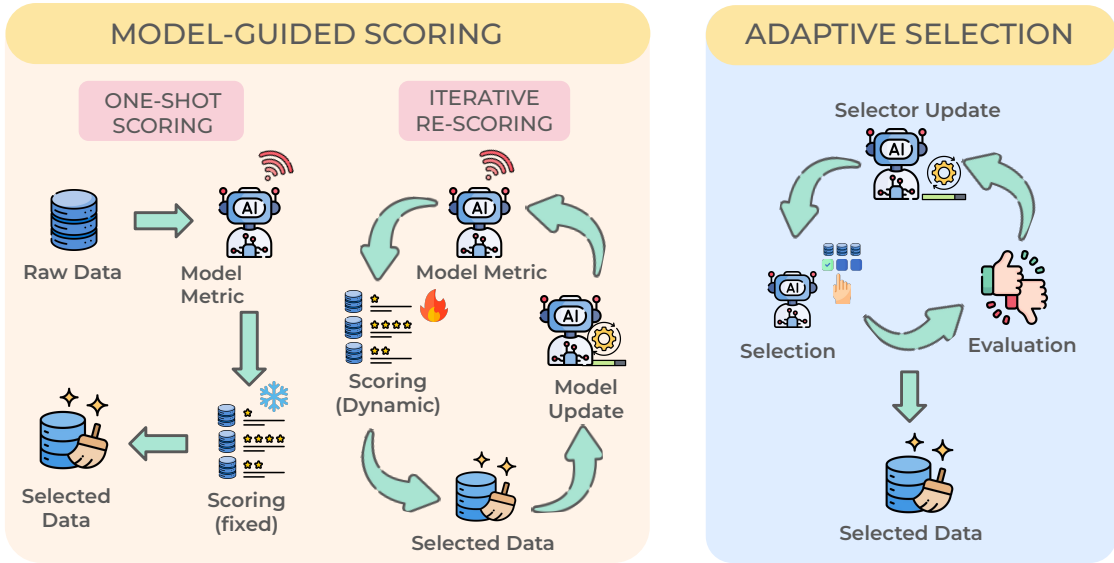 MODEL-GUIDED SCORING
ONE-SHOT
SCORING
Raw Data
AI
Model
Metric
Scoring
(fixed)
Selected
Data
ITERATIVE
RE-SCORING
AI
Model Metric
Scoring
(Dynamic)
Selected Data
AI
Model
Update
ADAPTIVE SELECTION
Selector Update
AI
AI
Selection
Evaluation
Selected Data